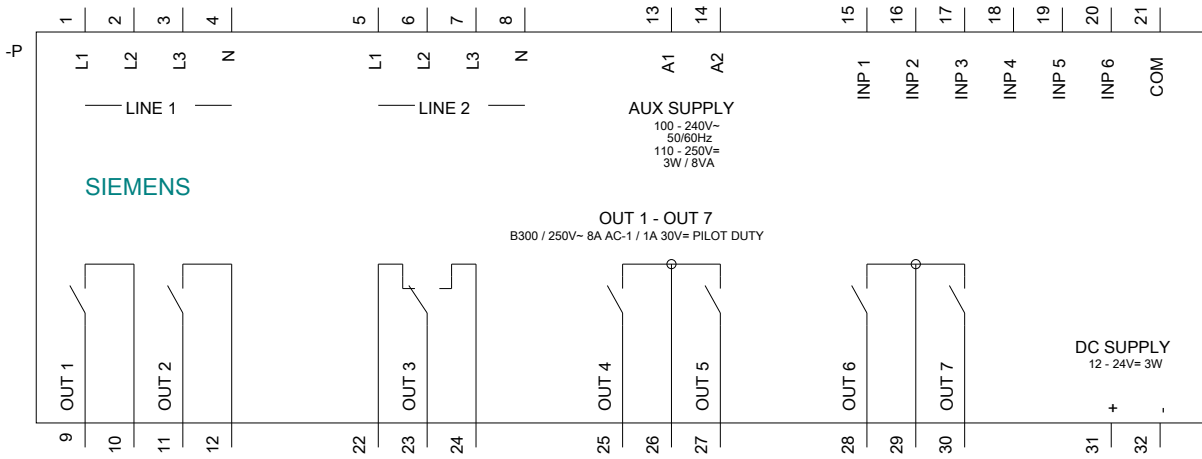 1 2 3 4 5 6 7 8 13 14 15 16 17 18 19 20 21
-P
L1 L2 L3 N L1 L2 L3 N A1 A2 INP 1 INP 2 INP 3 INP 4 INP 5 INP 6 COM
LINE 1 LINE 2 AUX SUPPLY
100 - 240V~
50/60Hz
110 - 250V=
3W / 8VA
SIEMENS
OUT 1 - OUT 7
B300 / 250V~ 8A AC-1 / 1A 30V= PILOT DUTY
DC SUPPLY
12 - 24V= 3W
OUT 1 OUT 2 OUT 3 OUT 4 OUT 5 OUT 6 OUT 7
+ -
9 10 11 12 22 23 24 25 26 27 28 29 30 31 32